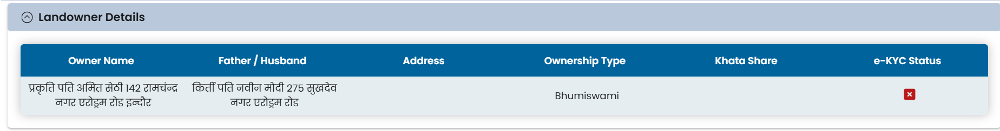 Landowner Details
Owner Name Father / Husband Address Ownership Type Khata Share e-KYC Status
प्रकृति पति अमित सेठी 142 रामचंन्द्र नगर एरोड्रम रोड इन्दौर
किर्ती पति नवीन मोदी 275 सुखदेव नगर एरोड्रम रोड
Bhumiswami